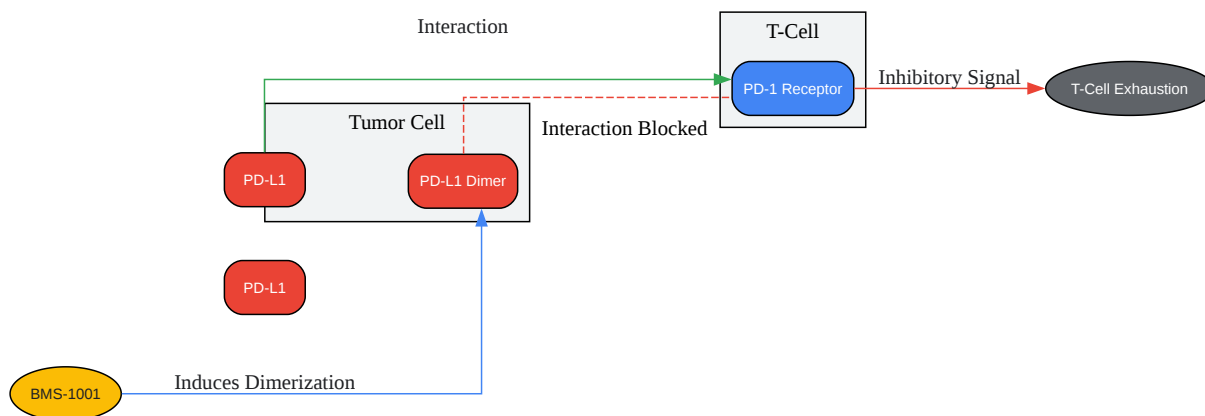 Interaction
T-Cell
PD-1 Receptor
Inhibitory Signal
T-Cell Exhaustion
Tumor Cell
Interaction Blocked
PD-L1
PD-L1 Dimer
PD-L1
Induces Dimerization
BMS-1001